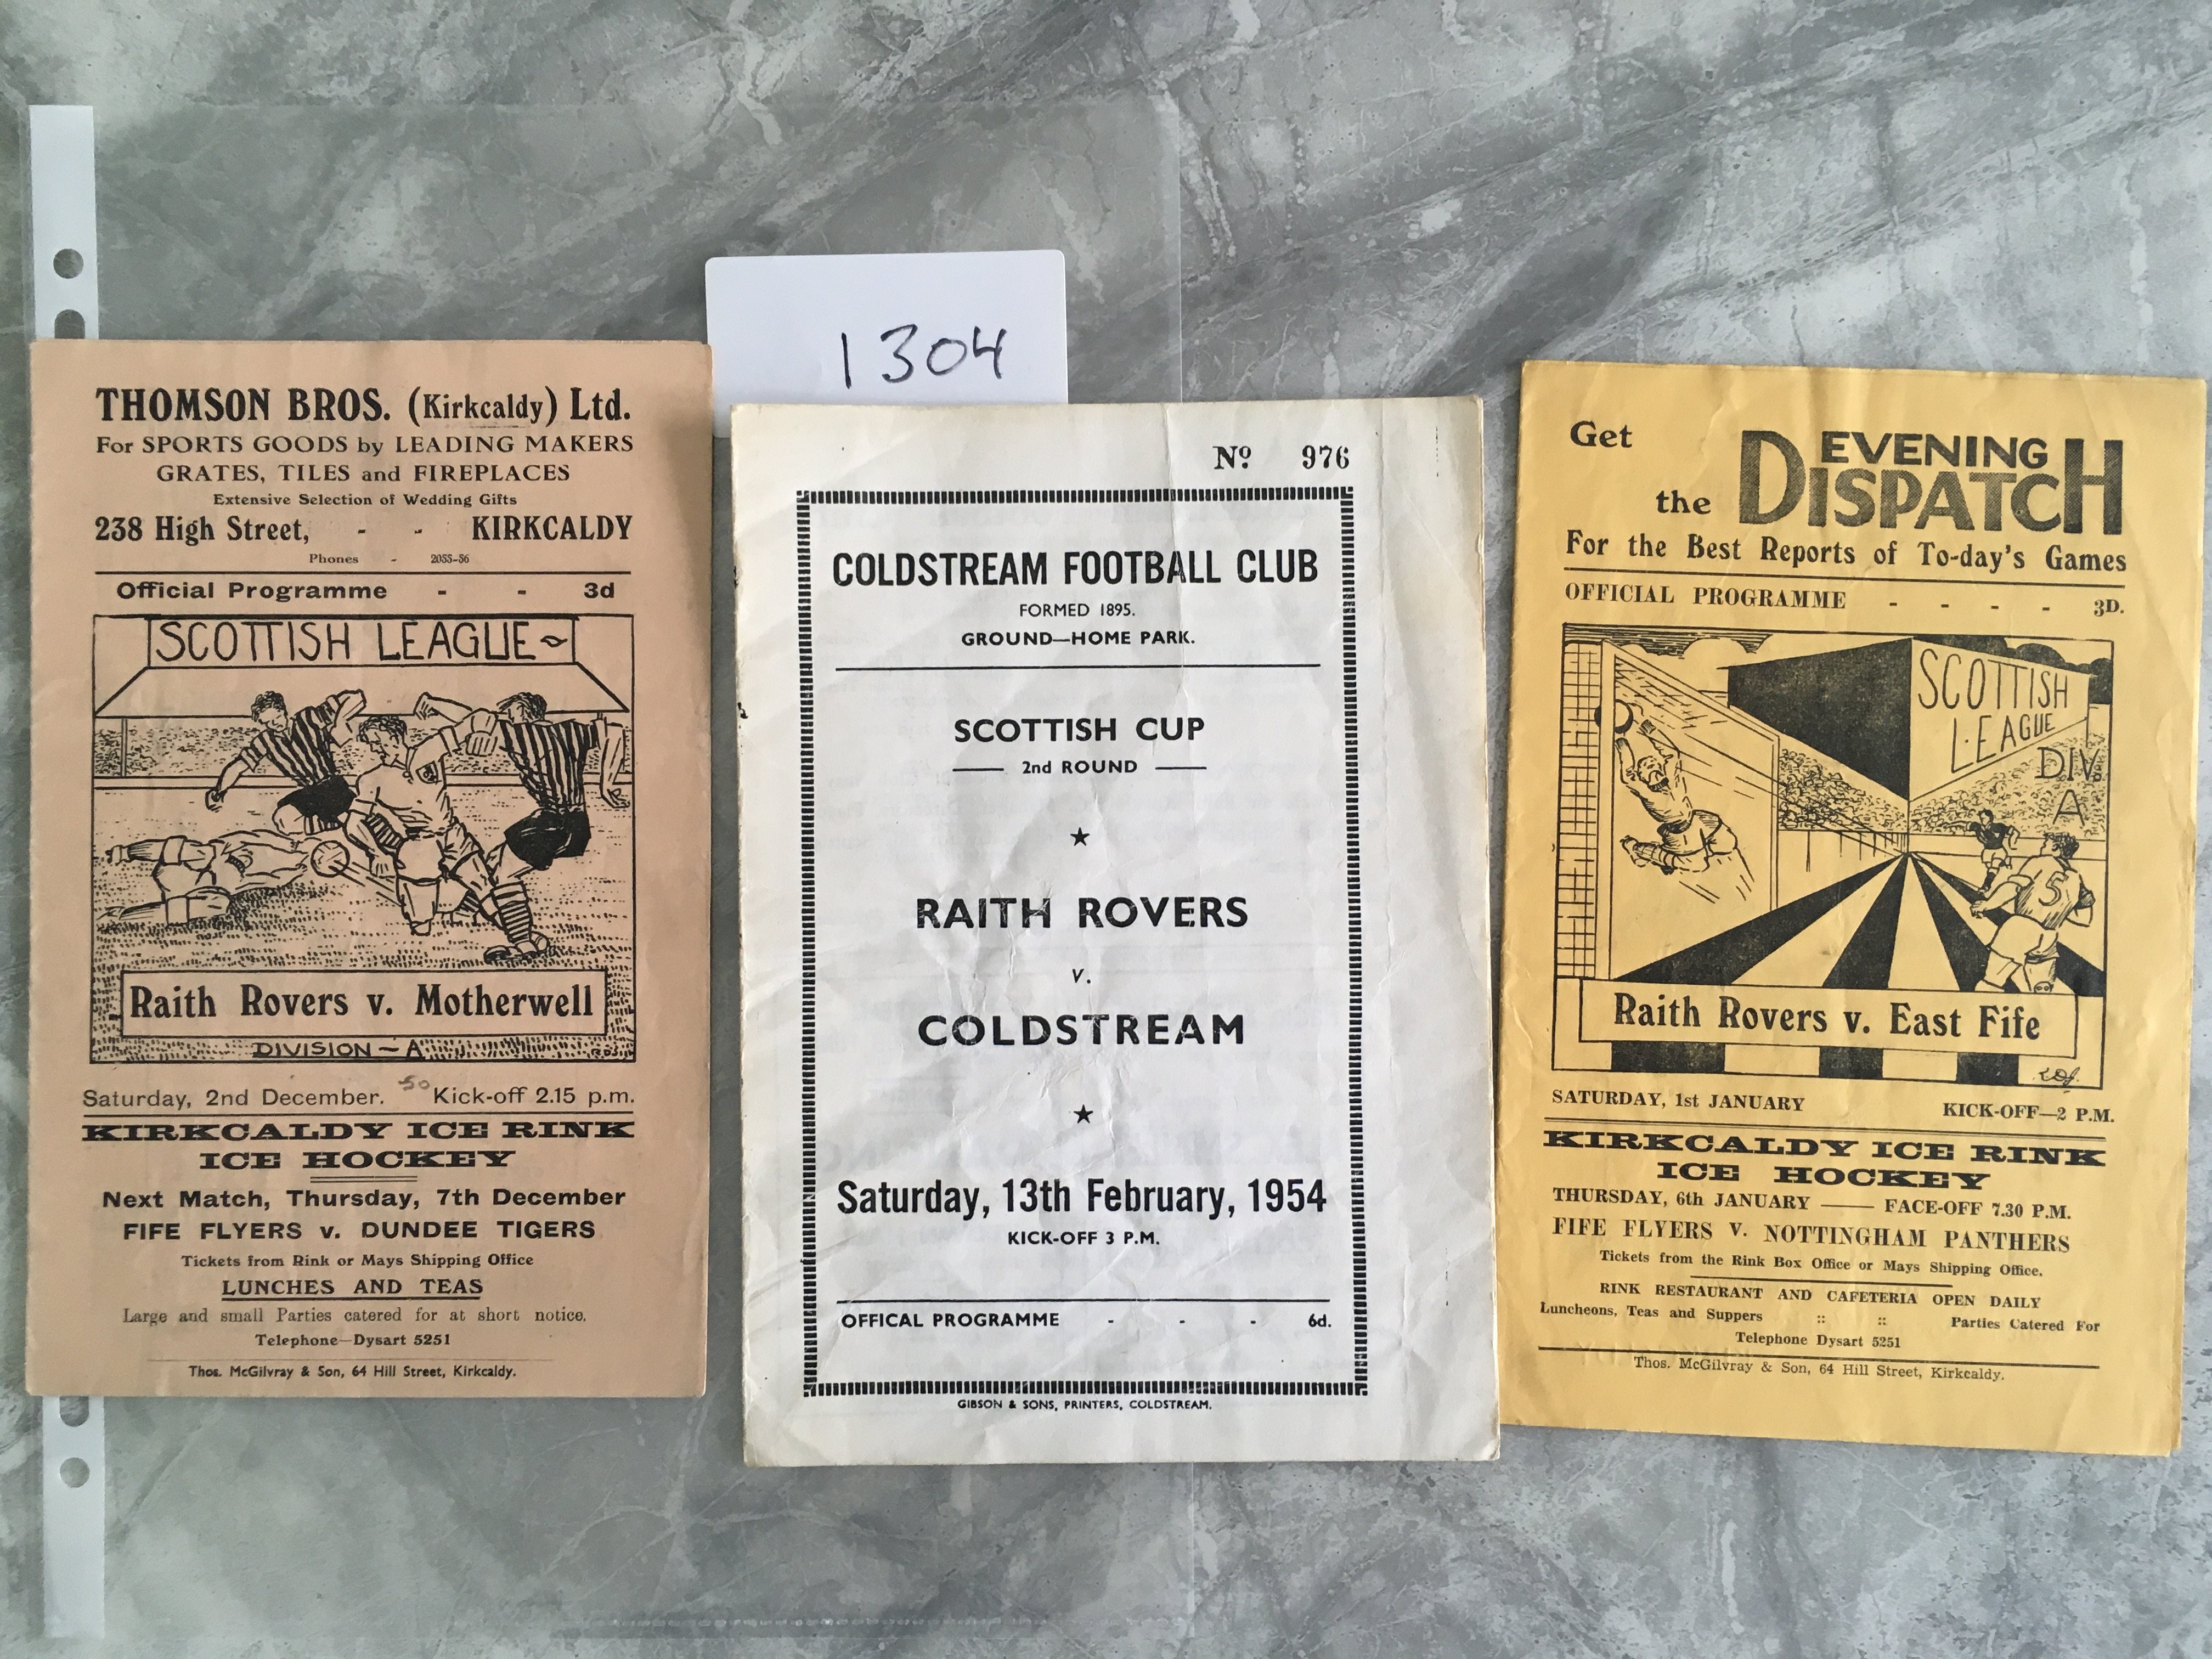 1304
THOMSON BROS. (Kirkcaldy) Ltd.
For SPORTS GOODS by LEADING MAKERS
GRATES, TILES and FIREPLACES
Extensive Selection of Wedding Gifts
238 High Street, - - KIRKCALDY
Phones - 2055-56
Official Programme - - 3d
SCOTTISH LEAGUE~
Raith Rovers v. Motherwell
DIVISION - A
Saturday, 2nd December. 50 Kick-off 2.15 p.m.
KIRKCALDY ICE RINK
ICE HOCKEY
Next Match, Thursday, 7th December
FIFE FLYERS v. DUNDEE TIGERS
Tickets from Rink or Mays Shipping Office
LUNCHES AND TEAS
Large and small Parties catered for at short notice.
Telephone—Dysart 5251
Thos. McGilvray & Son, 64 Hill Street, Kirkcaldy.
No 976
COLDSTREAM FOOTBALL CLUB
FORMED 1895.
GROUND—HOME PARK.
SCOTTISH CUP
— 2nd ROUND —
★
RAITH ROVERS
v.
COLDSTREAM
★
Saturday, 13th February, 1954
KICK-OFF 3 P.M.
OFFICAL PROGRAMME - - - 6d.
GIBSON & SONS, PRINTERS, COLDSTREAM.
Get
the EVENING
DISPATCH
For the Best Reports of To-day's Games
OFFICIAL PROGRAMME - - - - 3D.
SCOTTISH
LEAGUE
DIV
A
5
Raith Rovers v. East Fife
SATURDAY, 1st JANUARY KICK-OFF—2 P.M.
KIRKCALDY ICE RINK
ICE HOCKEY
THURSDAY, 6th JANUARY —— FACE-OFF 7.30 P.M.
FIFE FLYERS V. NOTTINGHAM PANTHERS
Tickets from the Rink Box Office or Mays Shipping Office.
RINK RESTAURANT AND CAFETERIA OPEN DAILY
Luncheons, Teas and Suppers :: :: Parties Catered For
Telephone Dysart 5251
Thos. McGilvray & Son, 64 Hill Street, Kirkcaldy.